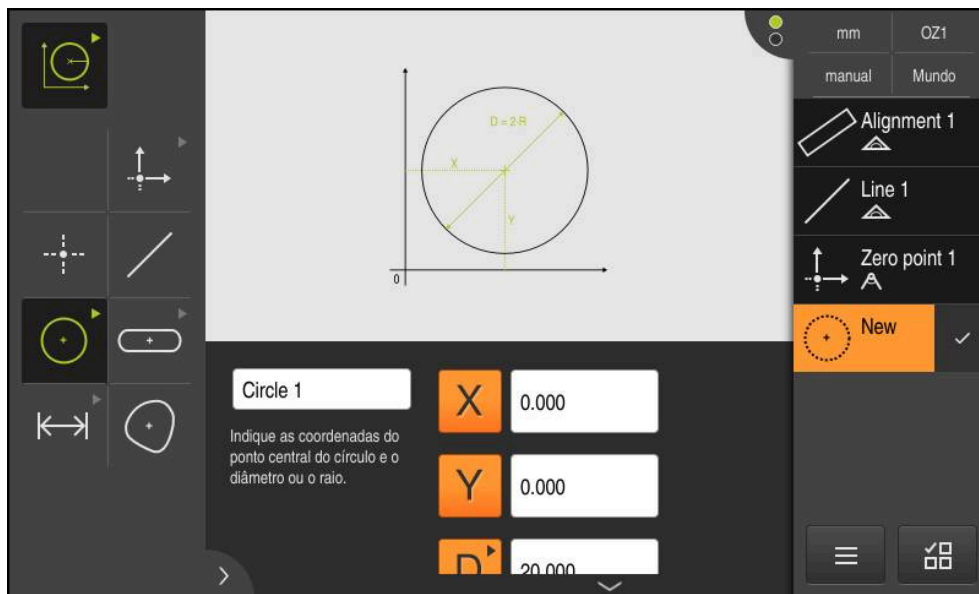 mm
OZ1
manual
Mundo
D = 2·R
X
Y
0
Alignment 1
Line 1
Zero point 1
New
Circle 1
Indique as coordenadas do
ponto central do círculo e o
diâmetro ou o raio.
X
0.000
Y
0.000
D
20.000